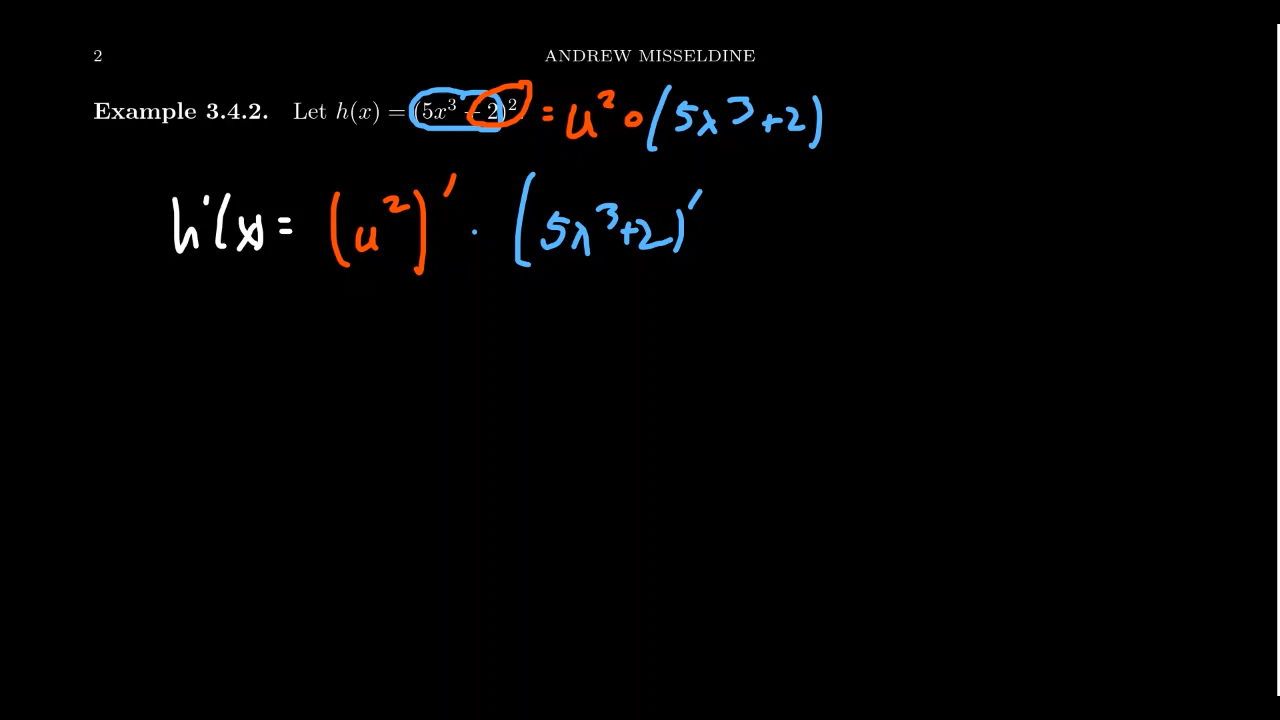 2 ANDREW MISSELDINE
Example 3.4.2. Let h(x) = (5x³ + 2)². = u² ∘ (5x³+2)
h'(x) = (u²)' · (5x³+2)'